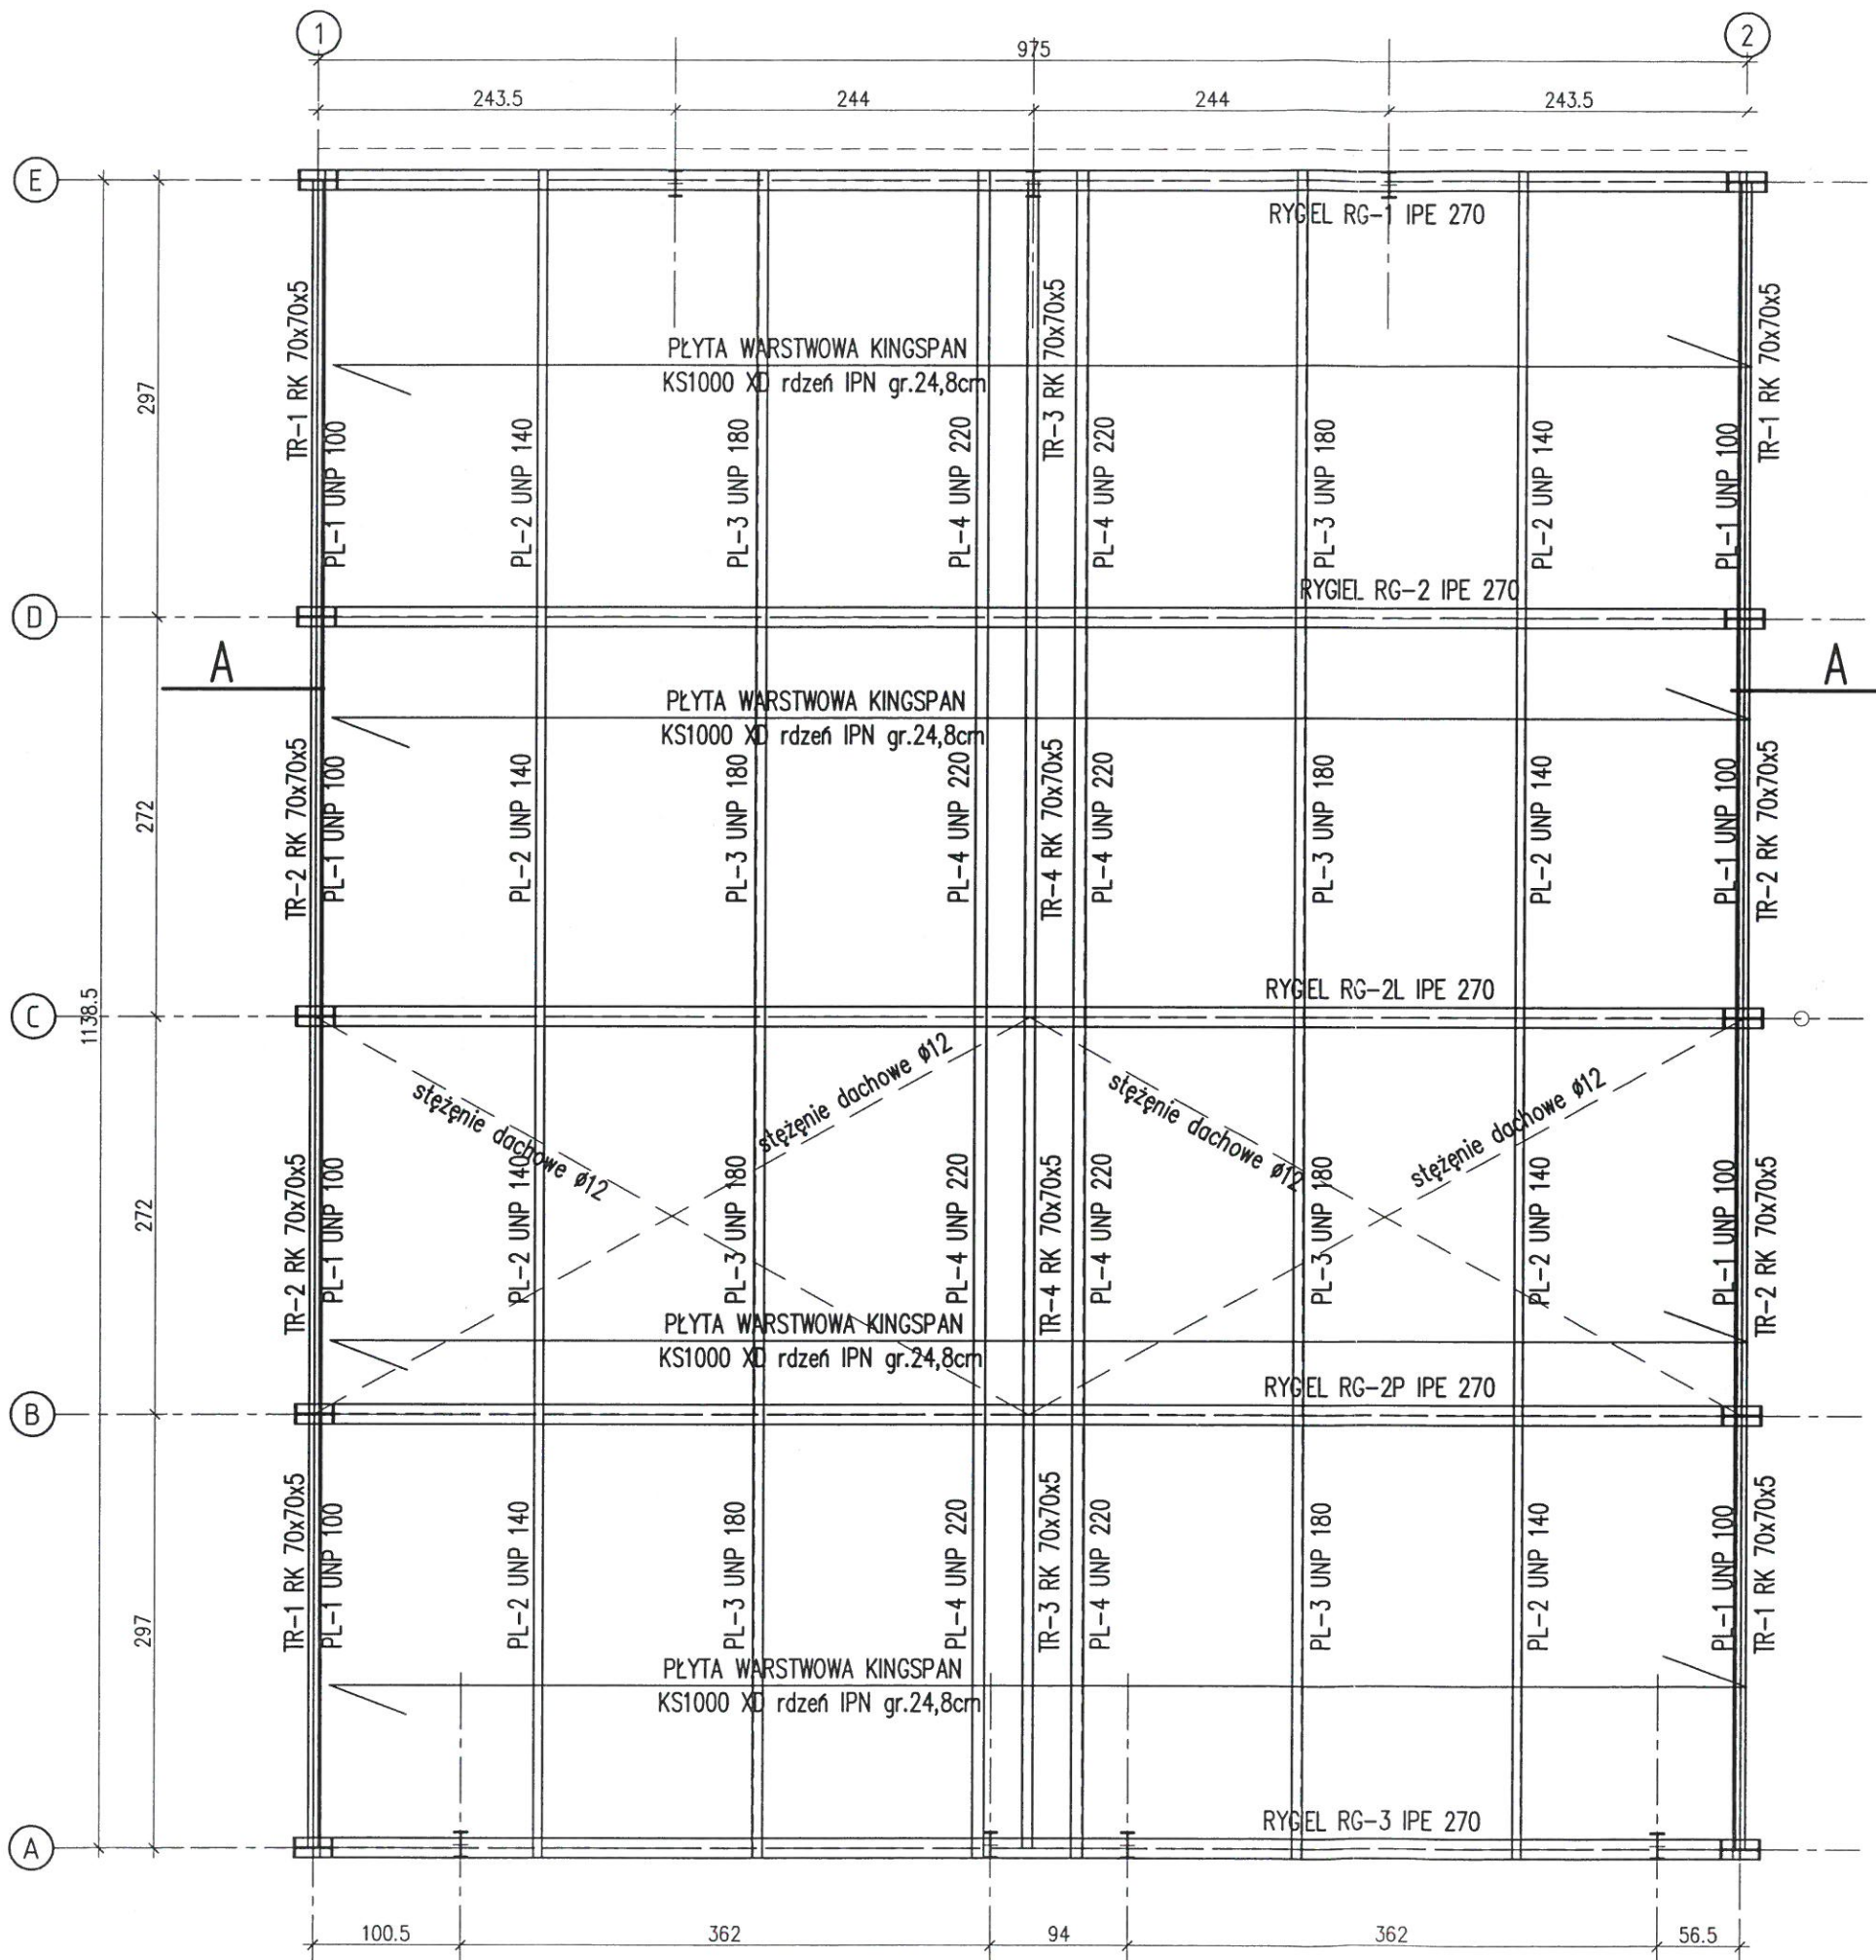 1
2
975
243.5
244
244
243.5
E
RYGEL RG-1 IPE 270
TR-1 RK 70x70x5
TR-3 RK 70x70x5
TR-1 RK 70x70x5
PŁYTA WARSTWOWA KINGSPAN
KS1000 XD rdzeń IPN gr.24,8cm
297
PL-1 UNP 100
PL-2 UNP 140
PL-3 UNP 180
PL-4 UNP 220
PL-4 UNP 220
PL-3 UNP 180
PL-2 UNP 140
PL-1 UNP 100
RYGIEL RG-2 IPE 270
D
A
A
PŁYTA WARSTWOWA KINGSPAN
KS1000 XD rdzeń IPN gr.24,8cm
272
TR-2 RK 70x70x5
PL-1 UNP 100
PL-2 UNP 140
PL-3 UNP 180
PL-4 UNP 220
TR-4 RK 70x70x5
PL-4 UNP 220
PL-3 UNP 180
PL-2 UNP 140
PL-1 UNP 100
TR-2 RK 70x70x5
RYGEL RG-2L IPE 270
C
1138.5
stężenie dachowe ø12
stężenie dachowe ø12
stężenie dachowe ø12
stężenie dachowe ø12
272
TR-2 RK 70x70x5
PL-1 UNP 100
PL-2 UNP 140
PL-3 UNP 180
PL-4 UNP 220
TR-4 RK 70x70x5
PL-4 UNP 220
PL-3 UNP 180
PL-2 UNP 140
PL-1 UNP 100
TR-2 RK 70x70x5
PŁYTA WARSTWOWA KINGSPAN
KS1000 XD rdzeń IPN gr.24,8cm
RYGEL RG-2P IPE 270
B
297
TR-1 RK 70x70x5
PL-1 UNP 100
PL-2 UNP 140
PL-3 UNP 180
PL-4 UNP 220
TR-3 RK 70x70x5
PL-4 UNP 220
PL-3 UNP 180
PL-2 UNP 140
PL-1 UNP 100
TR-1 RK 70x70x5
PŁYTA WARSTWOWA KINGSPAN
KS1000 XD rdzeń IPN gr.24,8cm
RYGEL RG-3 IPE 270
A
100.5
362
94
362
56.5